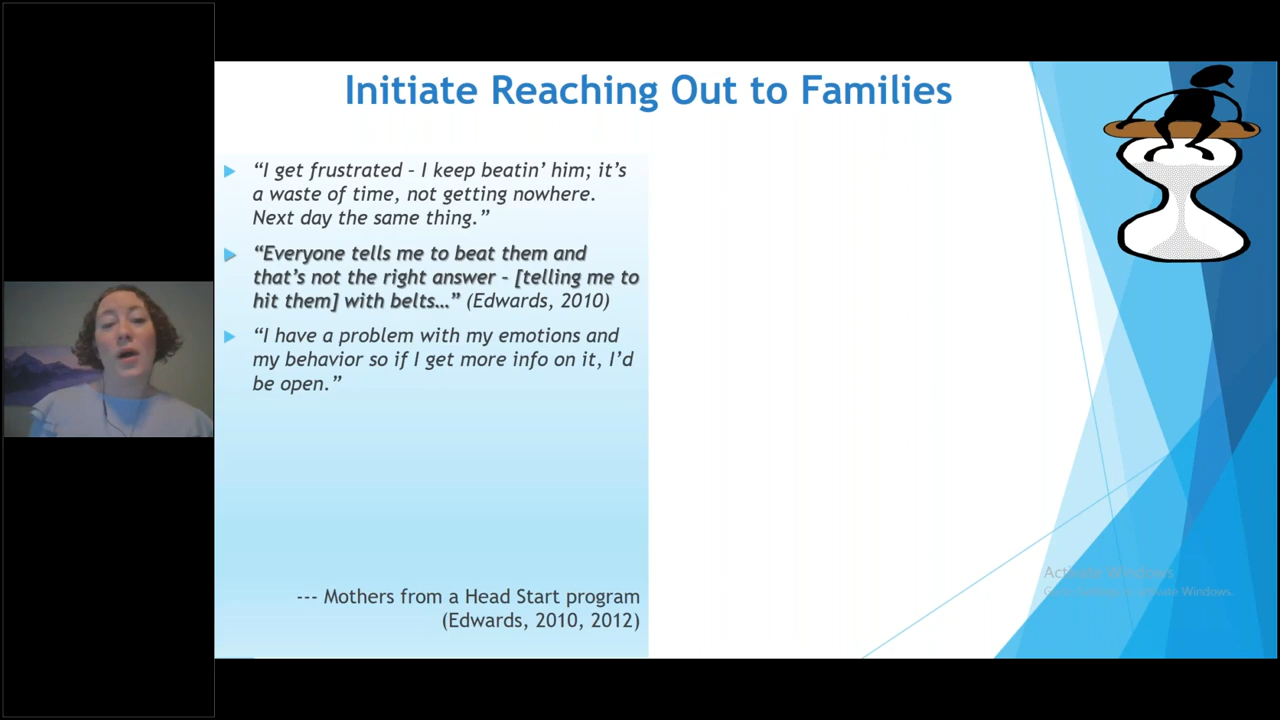 Initiate Reaching Out to Families
“I get frustrated – I keep beatin’ him; it’s
a waste of time, not getting nowhere.
Next day the same thing.”
“Everyone tells me to beat them and
that’s not the right answer – [telling me to
hit them] with belts…” (Edwards, 2010)
“I have a problem with my emotions and
my behavior so if I get more info on it, I’d
be open.”
--- Mothers from a Head Start program
(Edwards, 2010, 2012)
Activate Windows
Activate Windows.